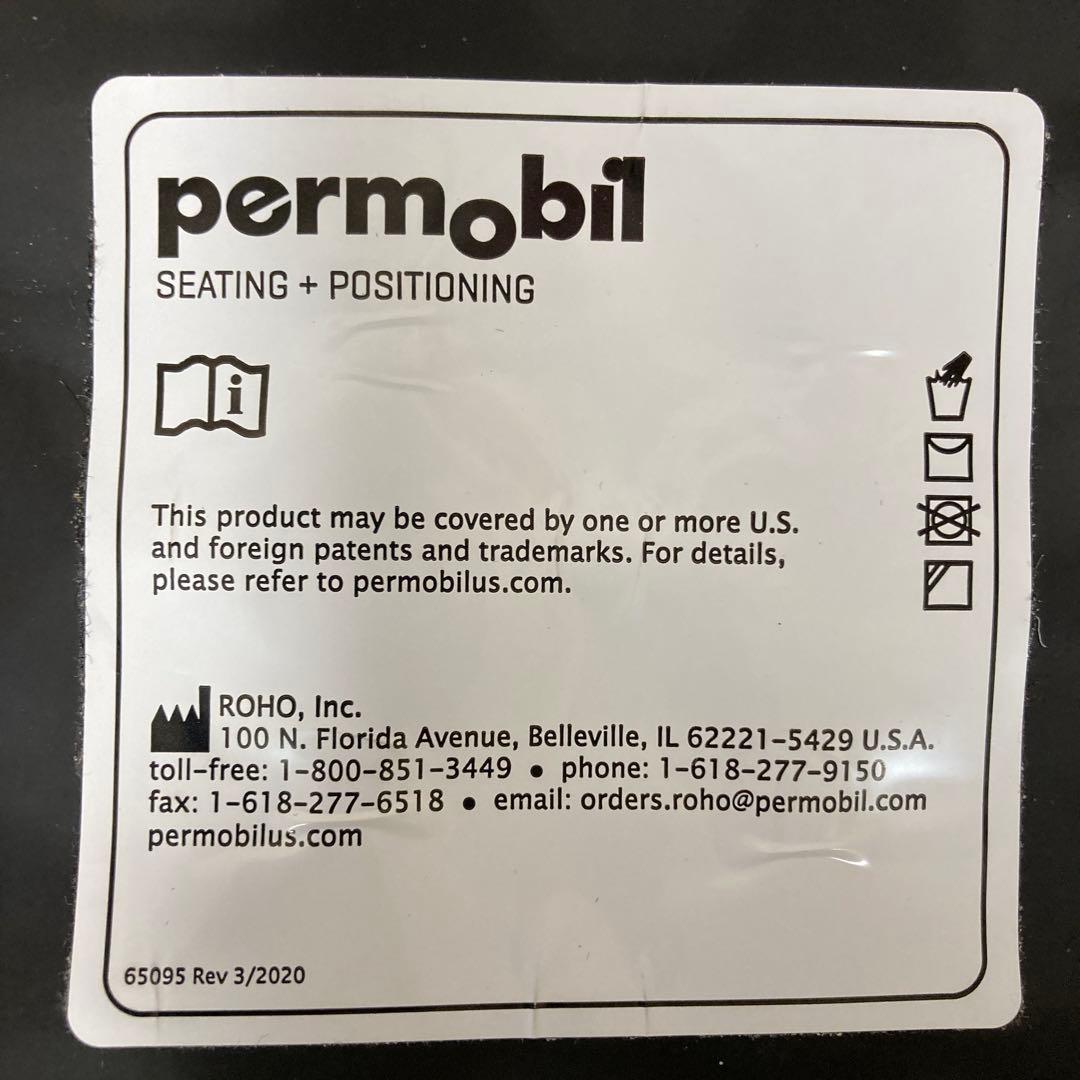 permobil
SEATING + POSITIONING
i
This product may be covered by one or more U.S.
and foreign patents and trademarks. For details,
please refer to permobilus.com.
ROHO, Inc.
100 N. Florida Avenue, Belleville, IL 62221-5429 U.S.A.
toll-free: 1-800-851-3449 • phone: 1-618-277-9150
fax: 1-618-277-6518 • email: orders.roho@permobil.com
permobilus.com
65095 Rev 3/2020